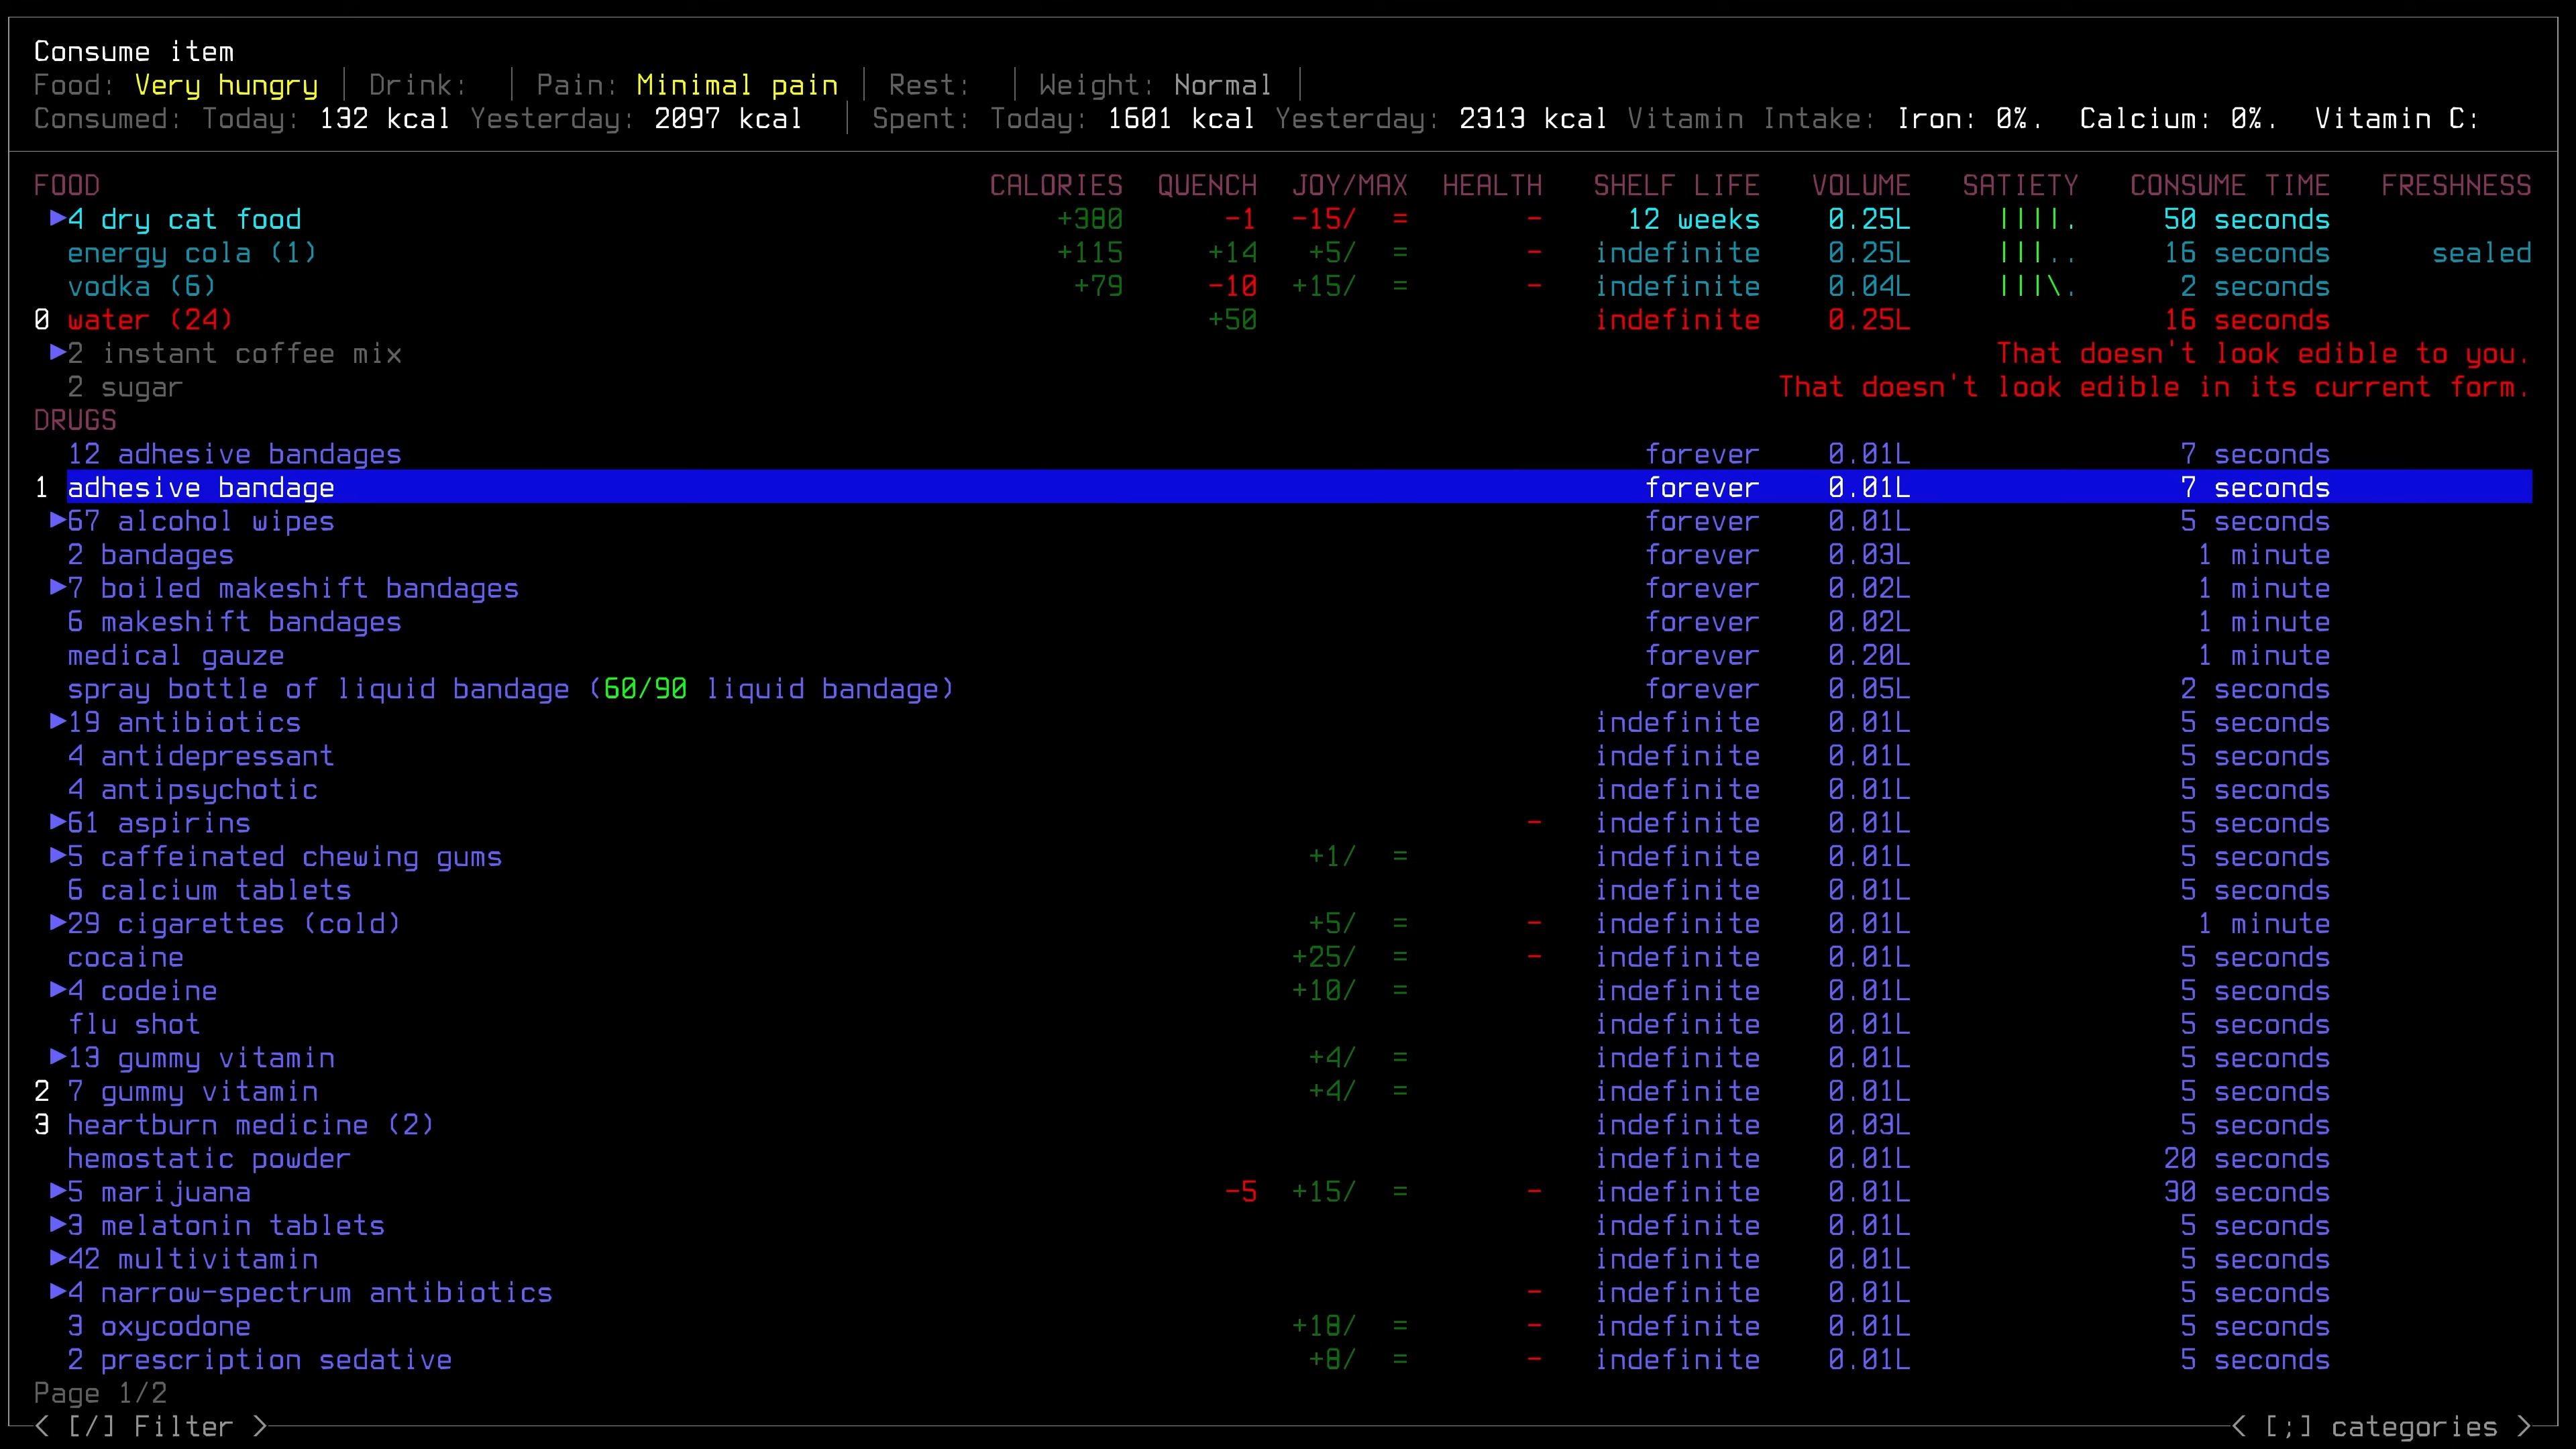 Consume item
Food: Very hungry | Drink: | Pain: Minimal pain | Rest: | Weight: Normal |
Consumed: Today: 132 kcal Yesterday: 2097 kcal | Spent: Today: 1601 kcal Yesterday: 2313 kcal Vitamin Intake: Iron: 0%. Calcium: 0%. Vitamin C:
FOOD CALORIES QUENCH JOY/MAX HEALTH SHELF LIFE VOLUME SATIETY CONSUME TIME FRESHNESS
►4 dry cat food +380 -1 -15/ = - 12 weeks 0.25L ||||. 50 seconds
energy cola (1) +115 +14 +5/ = - indefinite 0.25L |||.. 16 seconds sealed
vodka (6) +79 -10 +15/ = - indefinite 0.04L |||\. 2 seconds
0 water (24) +50 indefinite 0.25L 16 seconds
►2 instant coffee mix That doesn't look edible to you.
2 sugar That doesn't look edible in its current form.
DRUGS
12 adhesive bandages forever 0.01L 7 seconds
1 adhesive bandage forever 0.01L 7 seconds
►67 alcohol wipes forever 0.01L 5 seconds
2 bandages forever 0.03L 1 minute
►7 boiled makeshift bandages forever 0.02L 1 minute
6 makeshift bandages forever 0.02L 1 minute
medical gauze forever 0.20L 1 minute
spray bottle of liquid bandage (60/90 liquid bandage) forever 0.05L 2 seconds
►19 antibiotics indefinite 0.01L 5 seconds
4 antidepressant indefinite 0.01L 5 seconds
4 antipsychotic indefinite 0.01L 5 seconds
►61 aspirins - indefinite 0.01L 5 seconds
►5 caffeinated chewing gums +1/ = indefinite 0.01L 5 seconds
6 calcium tablets indefinite 0.01L 5 seconds
►29 cigarettes (cold) +5/ = - indefinite 0.01L 1 minute
cocaine +25/ = - indefinite 0.01L 5 seconds
►4 codeine +10/ = indefinite 0.01L 5 seconds
flu shot indefinite 0.01L 5 seconds
►13 gummy vitamin +4/ = indefinite 0.01L 5 seconds
2 7 gummy vitamin +4/ = indefinite 0.01L 5 seconds
3 heartburn medicine (2) indefinite 0.03L 5 seconds
hemostatic powder indefinite 0.01L 20 seconds
►5 marijuana -5 +15/ = - indefinite 0.01L 30 seconds
►3 melatonin tablets indefinite 0.01L 5 seconds
►42 multivitamin indefinite 0.01L 5 seconds
►4 narrow-spectrum antibiotics - indefinite 0.01L 5 seconds
3 oxycodone +18/ = - indefinite 0.01L 5 seconds
2 prescription sedative +8/ = - indefinite 0.01L 5 seconds
Page 1/2
< [/] Filter > < [;] categories >